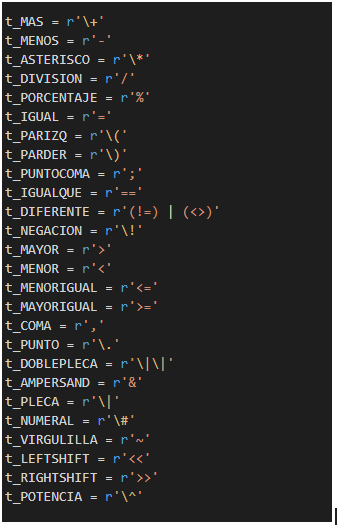 t_MAS = r'\+'
t_MENOS = r'-'
t_ASTERISCO = r'\*'
t_DIVISION = r'/'
t_PORCENTAJE = r'%'
t_IGUAL = r'='
t_PARIZQ = r'\('
t_PARDER = r'\)'
t_PUNTOCOMA = r';'
t_IGUALQUE = r'=='
t_DIFERENTE = r'(!=) | (<>)'
t_NEGACION = r'\!'
t_MAYOR = r'>'
t_MENOR = r'<'
t_MENORIGUAL = r'<='
t_MAYORIGUAL = r'>='
t_COMA = r','
t_PUNTO = r'\.'
t_DOBLEPLECA = r'\|\|'
t_AMPERSAND = r'&'
t_PLECA = r'\|'
t_NUMERAL = r'\#'
t_VIRGULILLA = r'~'
t_LEFTSHIFT = r'<<'
t_RIGHTSHIFT = r'>>'
t_POTENCIA = r'\^'